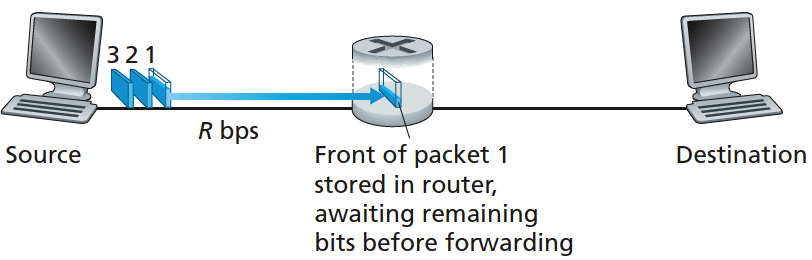 3 2 1
R bps
Source
Front of packet 1
stored in router,
awaiting remaining
bits before forwarding
Destination